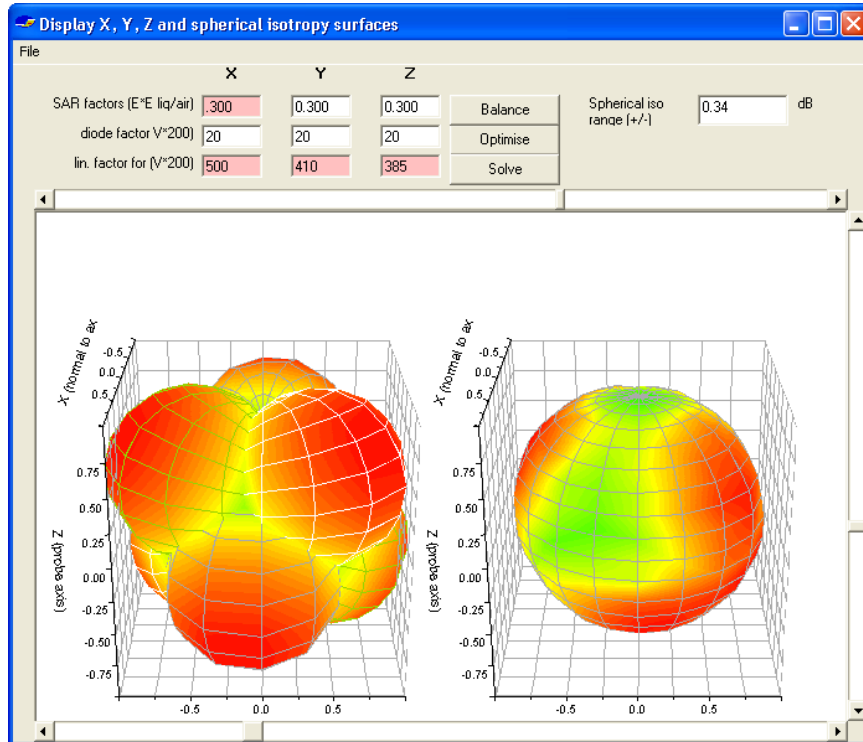 Display X, Y, Z and spherical isotropy surfaces
File
X Y Z
SAR factors (E*E liq/air) .300 0.300 0.300 Balance Spherical iso range (+/-) 0.34 dB
diode factor V*200) 20 20 20 Optimise
lin. factor for (V*200) 500 410 385 Solve
X (normal to ax
-0.5
0.0
0.5
0.75
0.50
0.25
0.00
-0.25
-0.50
-0.75
Z (probe axis)
-0.5 0.0 0.5
X (normal to ax
-0.5
0.0
0.5
0.75
0.50
0.25
0.00
-0.25
-0.50
-0.75
Z (probe axis)
-0.5 0.0 0.5